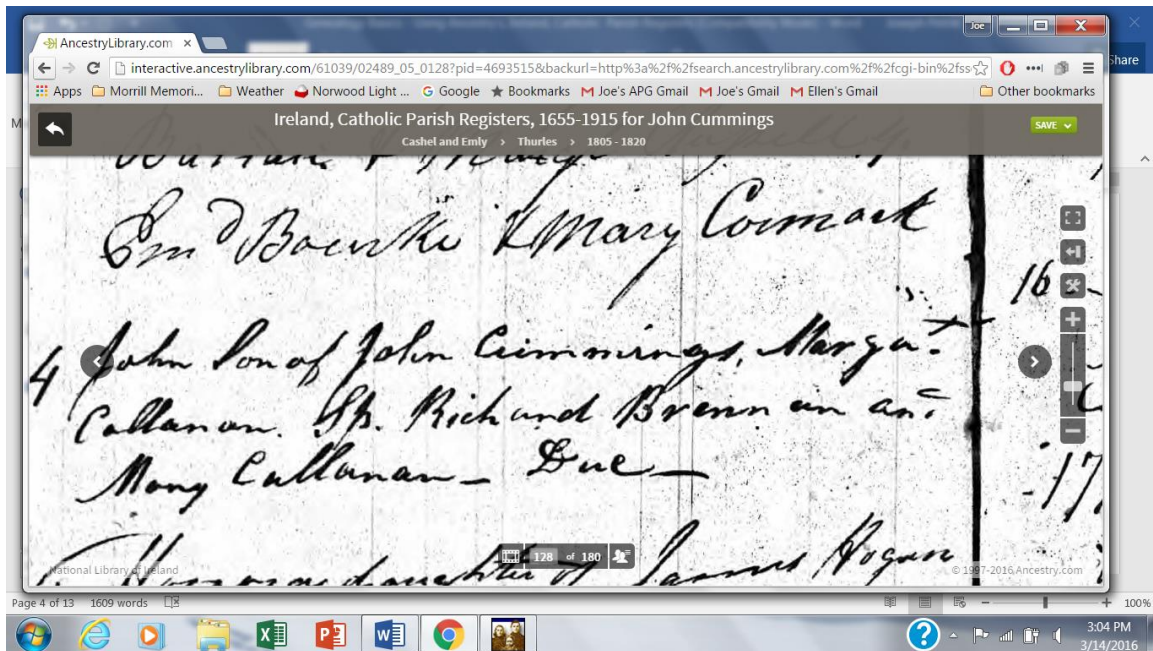 Joe
AncestryLibrary.com ×
interactive.ancestrylibrary.com/61039/02489_05_0128?pid=4693515&backurl=http%3a%2f%2fsearch.ancestrylibrary.com%2f%2fcgi-bin%2fss
Share
Apps Morrill Memori... Weather Norwood Light ... Google Bookmarks Joe's APG Gmail Joe's Gmail Ellen's Gmail Other bookmarks
Ireland, Catholic Parish Registers, 1655-1915 for John Cummings
SAVE
Cashel and Emly > Thurles > 1805 - 1820
Em^d Bourke & Mary Cormack
16
4 John Son of John Cummings, Marga^t
Callanan. Sp. Richard Brennan an^d
Mary Callanan – Due –
17
daughter of James Hogan
128 of 180
National Library of Ireland
© 1997-2016 Ancestry.com
Page 4 of 13 1609 words
100%
3:04 PM
3/14/2016